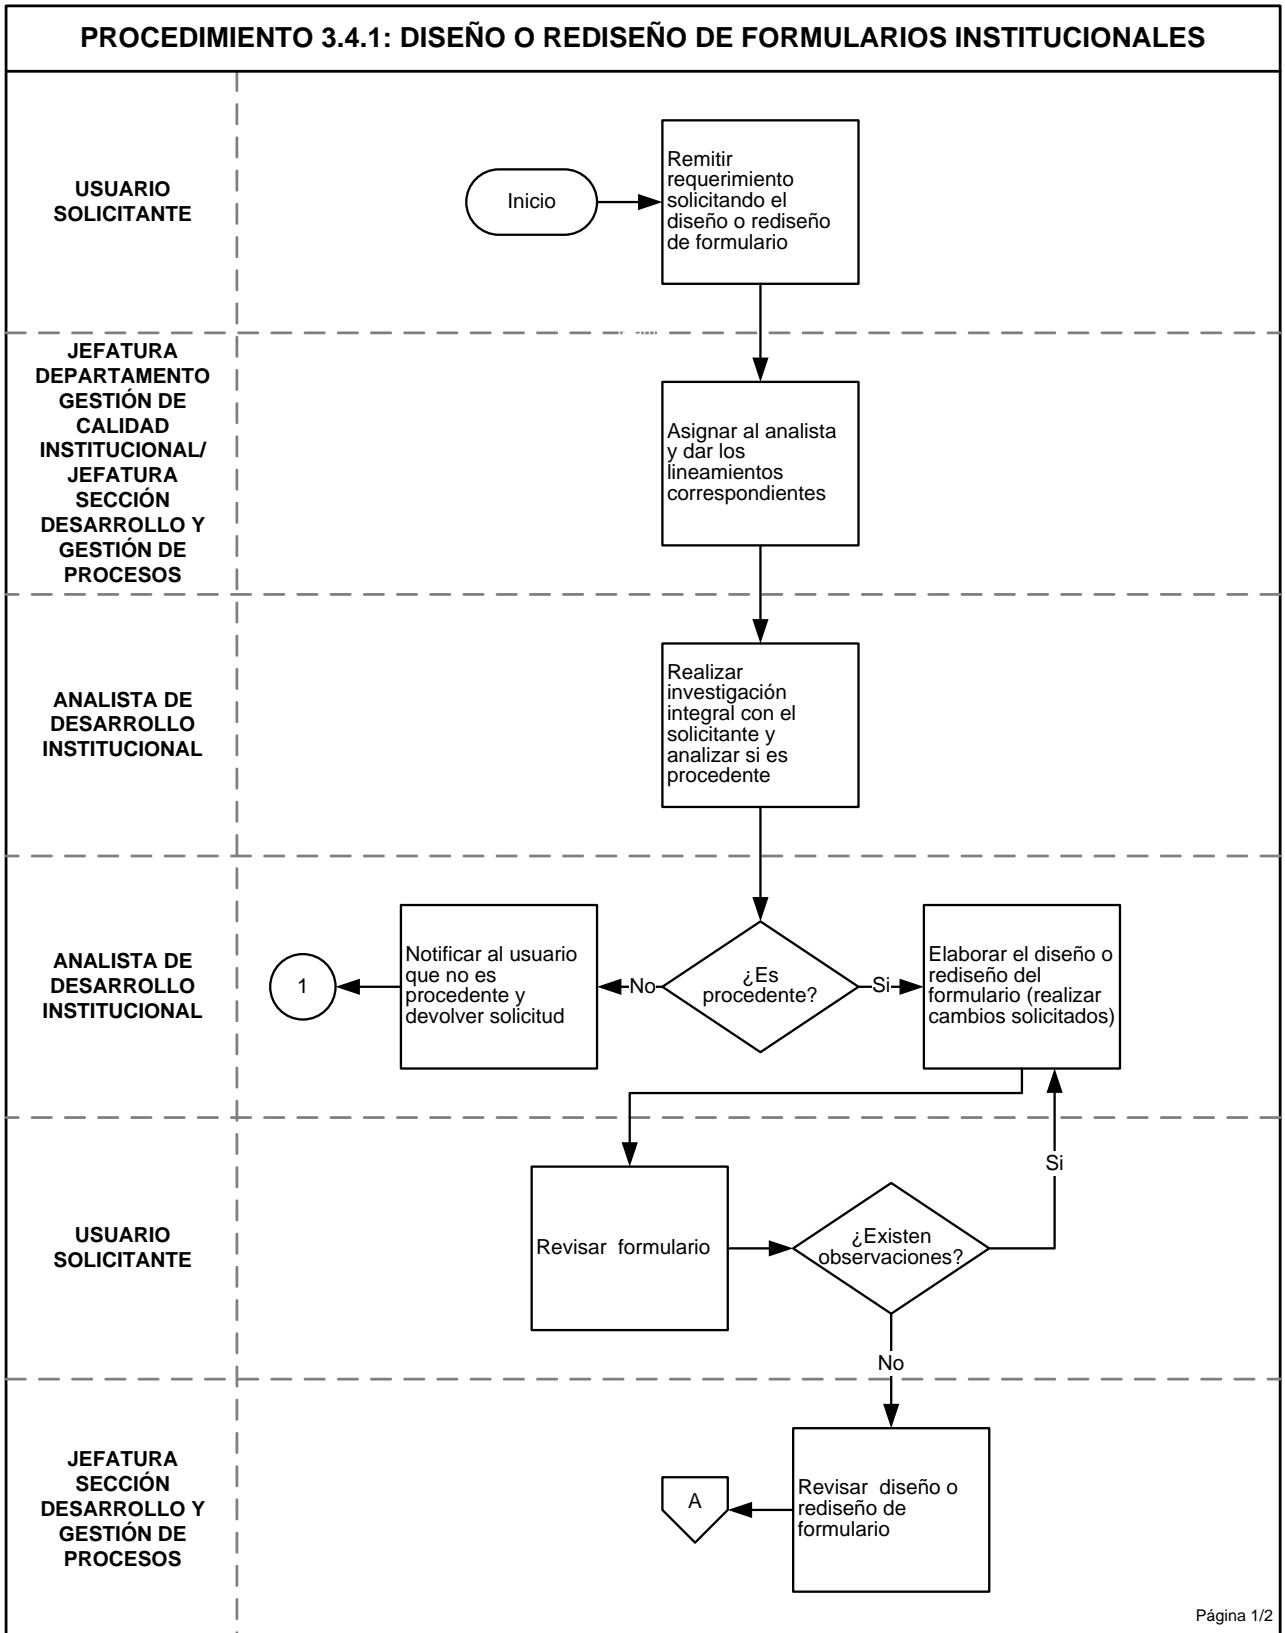 PROCEDIMIENTO 3.4.1: DISEÑO O REDISEÑO DE FORMULARIOS INSTITUCIONALES
USUARIO
SOLICITANTE
Inicio
Remitir
requerimiento
solicitando el
diseño o rediseño
de formulario
JEFATURA
DEPARTAMENTO
GESTIÓN DE
CALIDAD
INSTITUCIONAL/
JEFATURA
SECCIÓN
DESARROLLO Y
GESTIÓN DE
PROCESOS
Asignar al analista
y dar los
lineamientos
correspondientes
ANALISTA DE
DESARROLLO
INSTITUCIONAL
Realizar
investigación
integral con el
solicitante y
analizar si es
procedente
ANALISTA DE
DESARROLLO
INSTITUCIONAL
1
Notificar al usuario
que no es
procedente y
devolver solicitud
No
¿Es
procedente?
Si
Elaborar el diseño o
rediseño del
formulario (realizar
cambios solicitados)
USUARIO
SOLICITANTE
Revisar formulario
¿Existen
observaciones?
Si
No
JEFATURA
SECCIÓN
DESARROLLO Y
GESTIÓN DE
PROCESOS
A
Revisar diseño o
rediseño de
formulario
Página 1/2